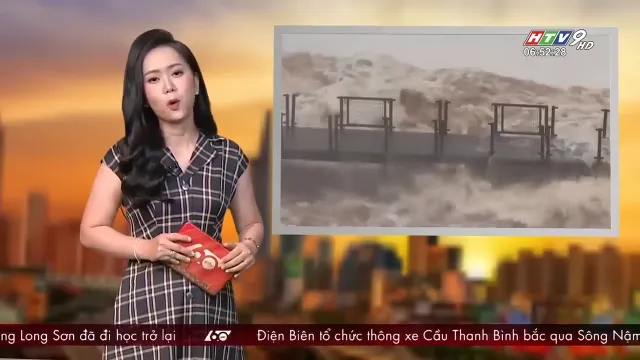 HTV9 HD
06:52:28
ng Long Sơn đã đi học trở lại 60 Điện Biên tổ chức thông xe Cầu Thanh Bình bắc qua Sông Nậm